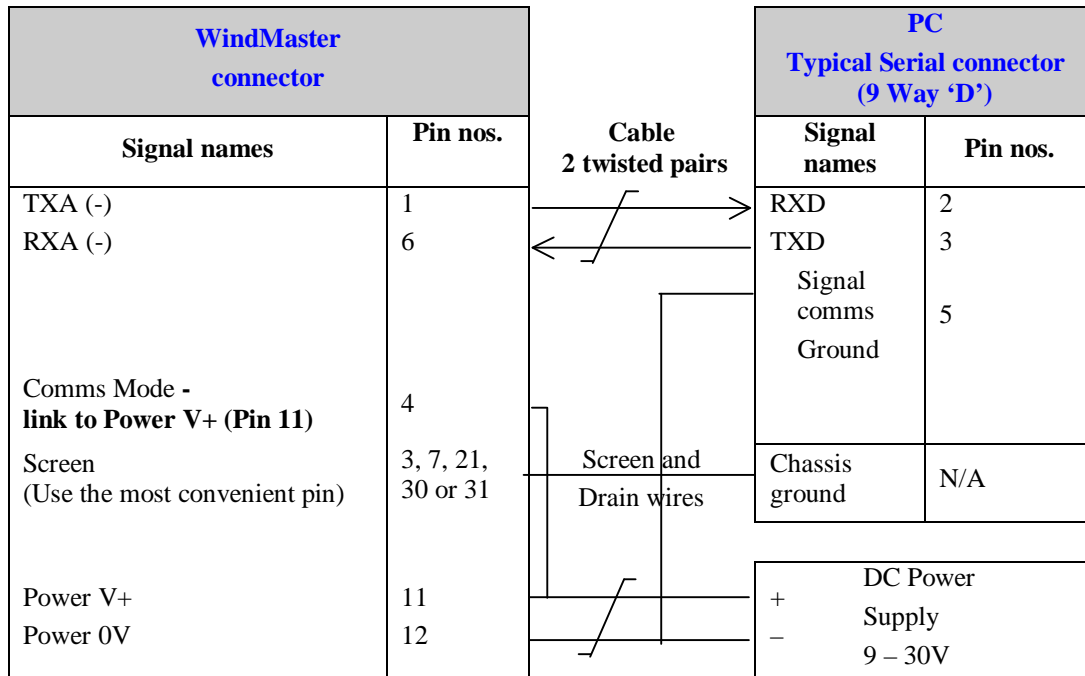 WindMaster
connector
PC
Typical Serial connector
(9 Way ‘D’)
Signal names
Pin nos.
Cable
2 twisted pairs
Signal
names
Pin nos.
TXA (-)
1
RXD
2
RXA (-)
6
TXD
3
Signal
comms
Ground
5
Comms Mode -
link to Power V+ (Pin 11)
4
Screen
(Use the most convenient pin)
3, 7, 21,
30 or 31
Screen and
Drain wires
Chassis
ground
N/A
Power V+
11
+
Power 0V
12
–
DC Power
Supply
9 – 30V